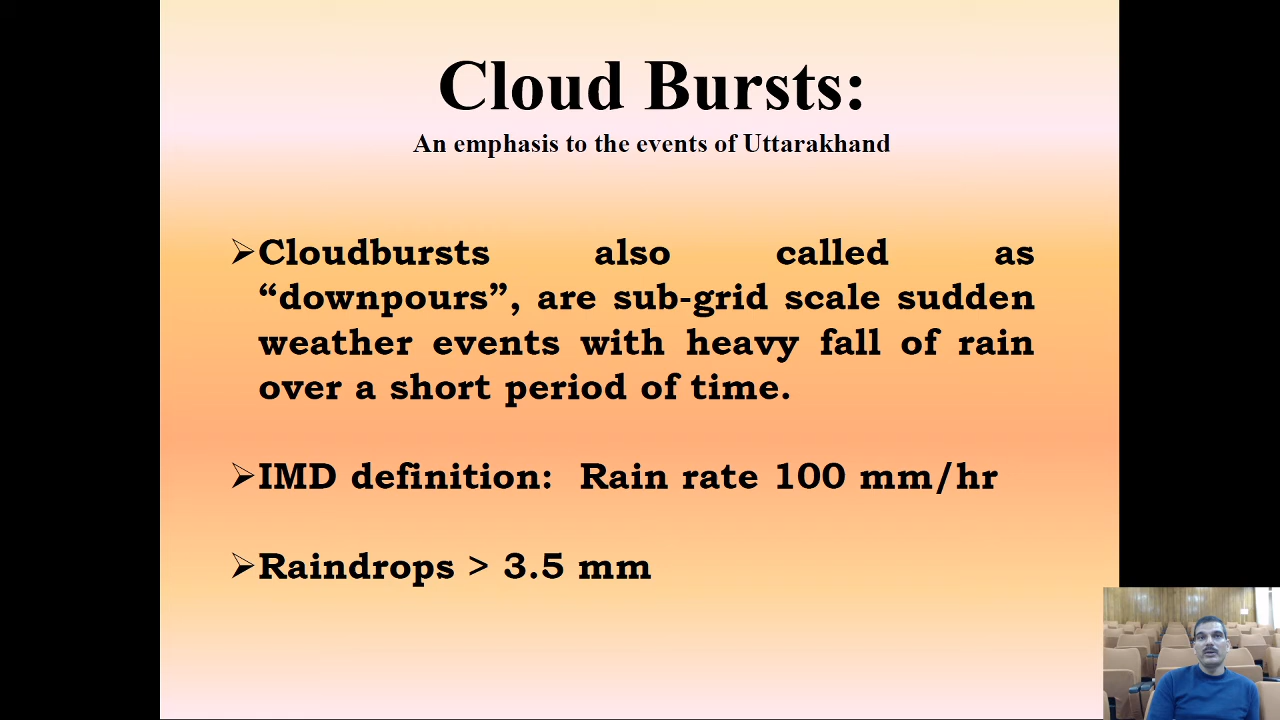 Cloud Bursts:
An emphasis to the events of Uttarakhand
➢Cloudbursts also called as
“downpours”, are sub-grid scale sudden
weather events with heavy fall of rain
over a short period of time.
➢IMD definition: Rain rate 100 mm/hr
➢Raindrops > 3.5 mm